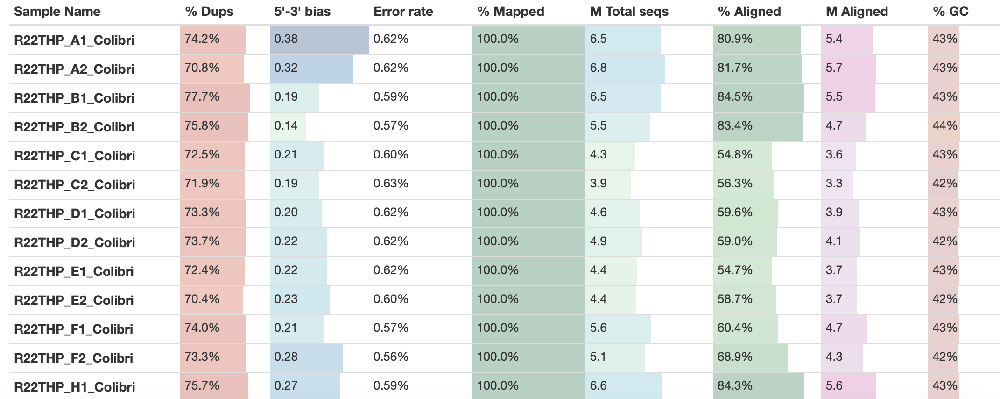 Sample Name % Dups 5'-3' bias Error rate % Mapped M Total seqs % Aligned M Aligned % GC
R22THP_A1_Colibri 74.2% 0.38 0.62% 100.0% 6.5 80.9% 5.4 43%
R22THP_A2_Colibri 70.8% 0.32 0.62% 100.0% 6.8 81.7% 5.7 43%
R22THP_B1_Colibri 77.7% 0.19 0.59% 100.0% 6.5 84.5% 5.5 43%
R22THP_B2_Colibri 75.8% 0.14 0.57% 100.0% 5.5 83.4% 4.7 44%
R22THP_C1_Colibri 72.5% 0.21 0.60% 100.0% 4.3 54.8% 3.6 43%
R22THP_C2_Colibri 71.9% 0.19 0.63% 100.0% 3.9 56.3% 3.3 42%
R22THP_D1_Colibri 73.3% 0.20 0.62% 100.0% 4.6 59.6% 3.9 43%
R22THP_D2_Colibri 73.7% 0.22 0.62% 100.0% 4.9 59.0% 4.1 42%
R22THP_E1_Colibri 72.4% 0.22 0.62% 100.0% 4.4 54.7% 3.7 43%
R22THP_E2_Colibri 70.4% 0.23 0.60% 100.0% 4.4 58.7% 3.7 42%
R22THP_F1_Colibri 74.0% 0.21 0.57% 100.0% 5.6 60.4% 4.7 43%
R22THP_F2_Colibri 73.3% 0.28 0.56% 100.0% 5.1 68.9% 4.3 42%
R22THP_H1_Colibri 75.7% 0.27 0.59% 100.0% 6.6 84.3% 5.6 43%